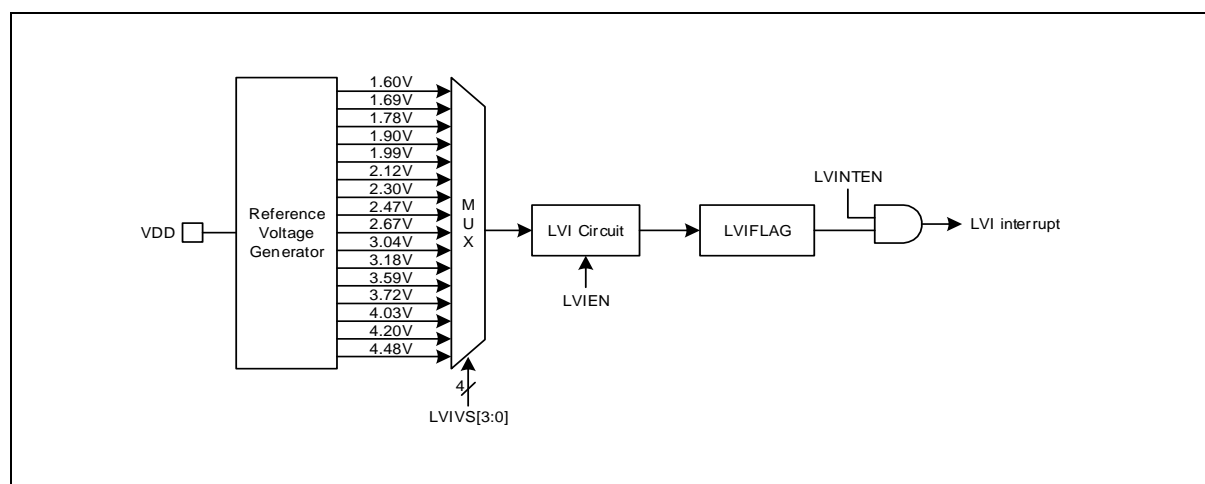 1.60V
1.69V
1.78V
1.90V
1.99V
2.12V
2.30V
2.47V
2.67V
3.04V
3.18V
3.59V
3.72V
4.03V
4.20V
4.48V
VDD
Reference
Voltage
Generator
M
U
X
4
LVIVS[3:0]
LVI Circuit
LVIEN
LVIFLAG
LVINTEN
LVI interrupt